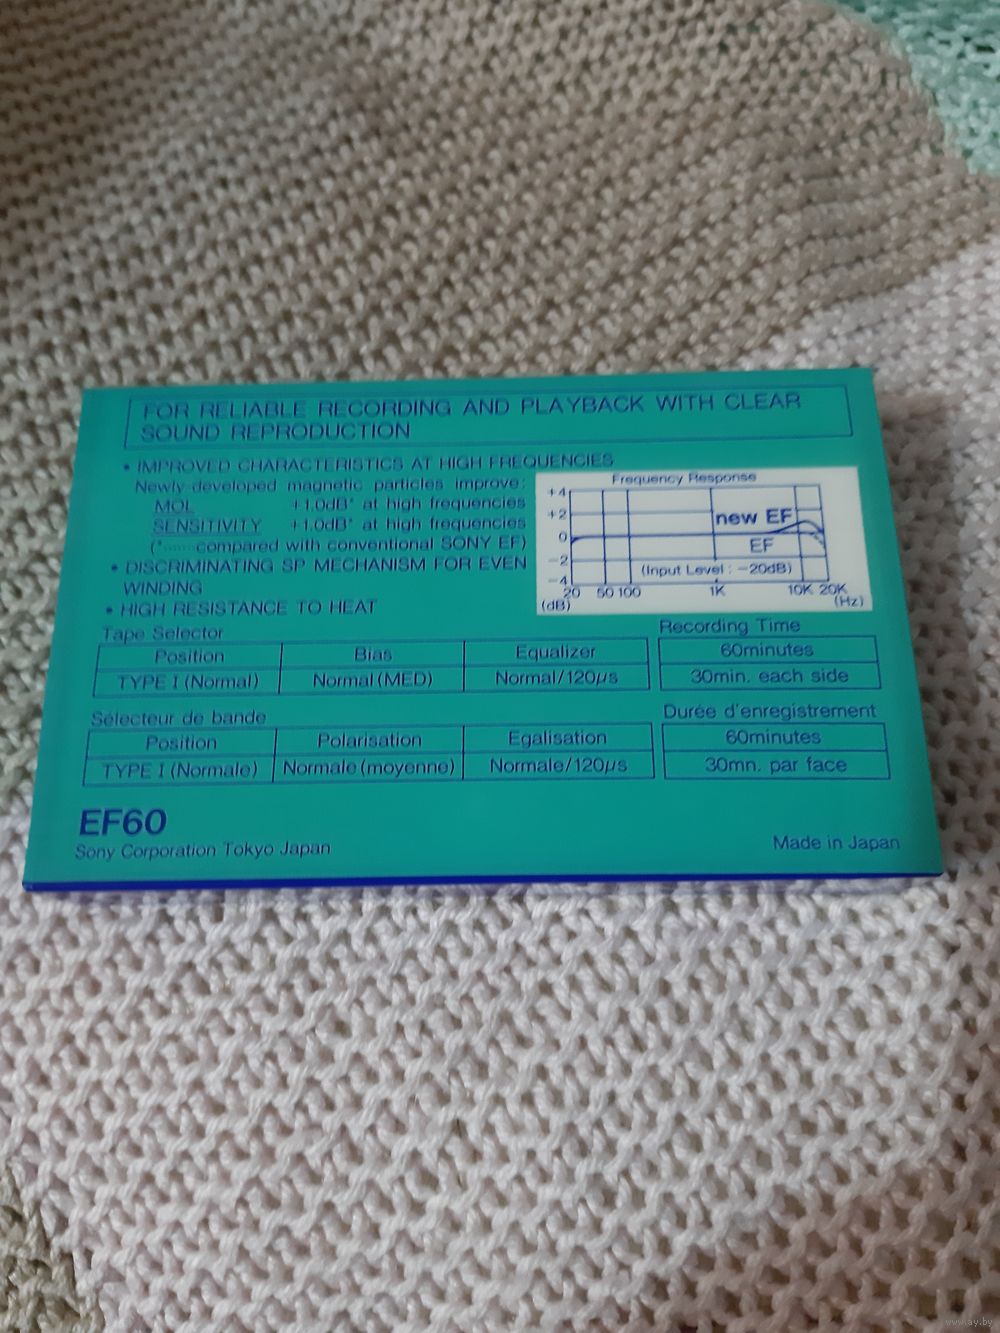 FOR RELIABLE RECORDING AND PLAYBACK WITH CLEAR
SOUND REPRODUCTION
• IMPROVED CHARACTERISTICS AT HIGH FREQUENCIES
Newly-developed magnetic particles improve:
MOL +1.0dB* at high frequencies
SENSITIVITY +1.0dB* at high frequencies
(*······compared with conventional SONY EF)
• DISCRIMINATING SP MECHANISM FOR EVEN
WINDING
• HIGH RESISTANCE TO HEAT
Frequency Response
+4
+2
0
−2
−4
new EF
EF
(Input Level : −20dB)
20 50 100 1K 10K 20K
(dB) (Hz)
Tape Selector
Position Bias Equalizer
TYPE I (Normal) Normal (MED) Normal/120μs
Recording Time
60minutes
30min. each side
Sélecteur de bande
Position Polarisation Egalisation
TYPE I (Normale) Normale (moyenne) Normale/120μs
Durée d'enregistrement
60minutes
30mn. par face
EF60
Sony Corporation Tokyo Japan
Made in Japan
www.ay.by